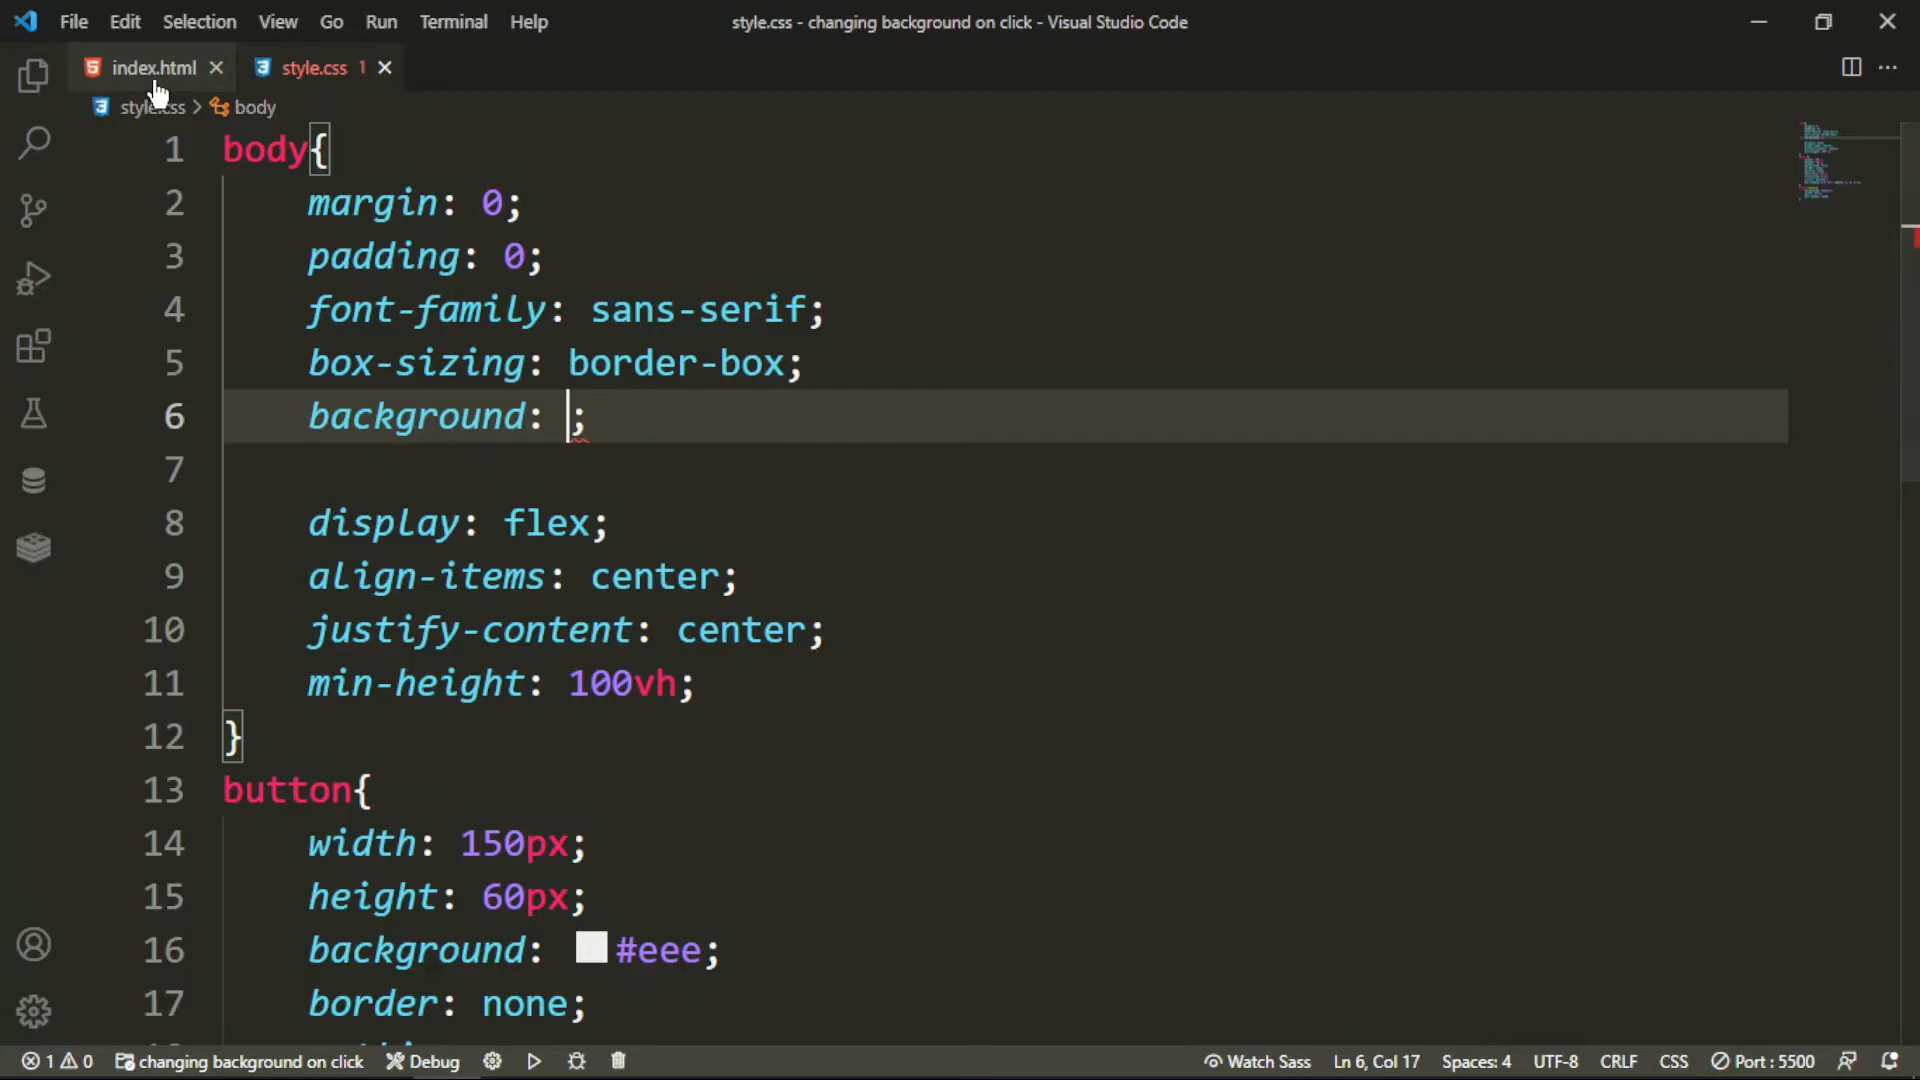 File Edit Selection View Go Run Terminal Help
style.css - changing background on click - Visual Studio Code
index.html
style.css 1
style.css > body
1 body{
2 margin: 0;
3 padding: 0;
4 font-family: sans-serif;
5 box-sizing: border-box;
6 background: ;
7
8 display: flex;
9 align-items: center;
10 justify-content: center;
11 min-height: 100vh;
12 }
13 button{
14 width: 150px;
15 height: 60px;
16 background: #eee;
17 border: none;
1 0 changing background on click Debug
Watch Sass Ln 6, Col 17 Spaces: 4 UTF-8 CRLF CSS Port : 5500